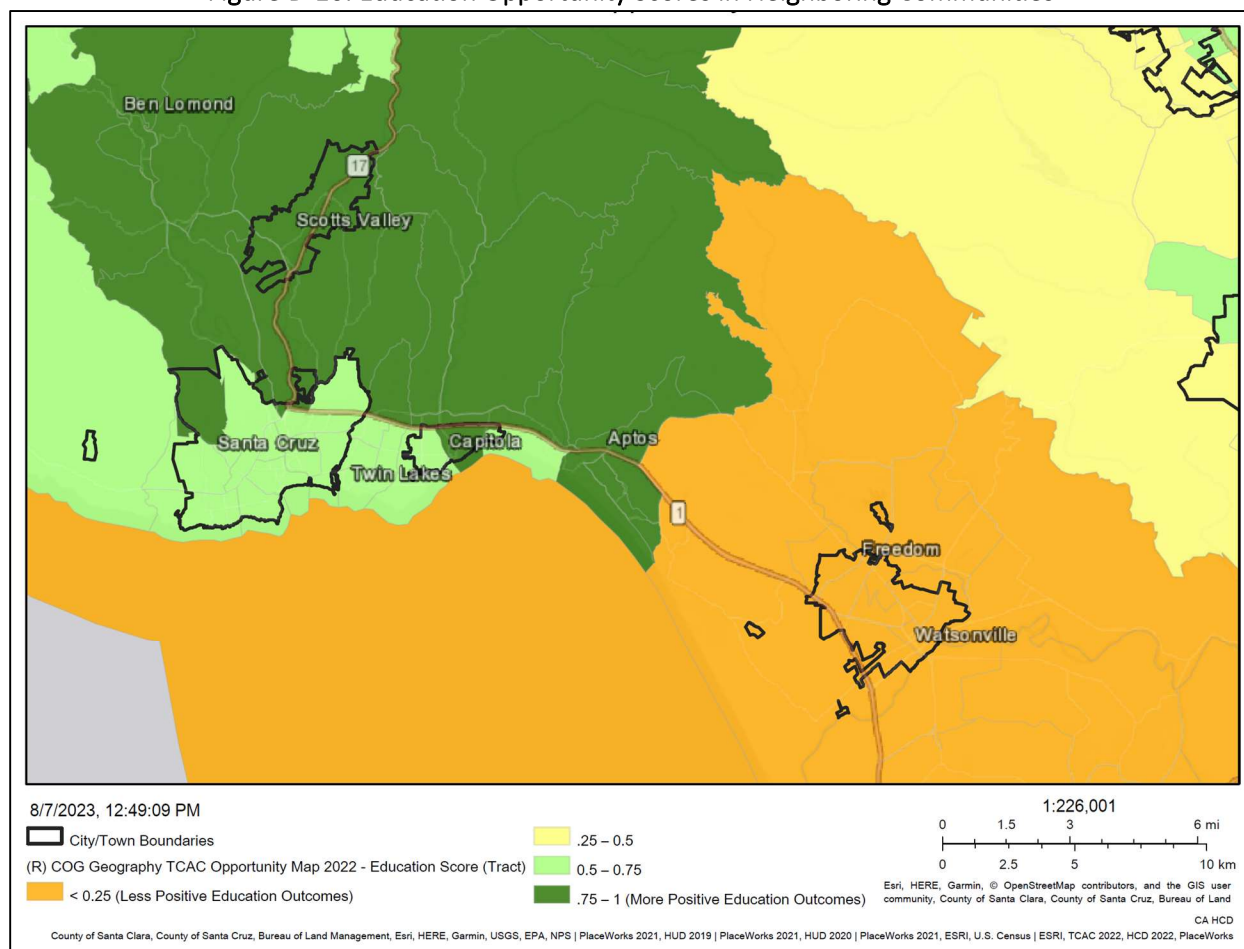 Education Opportunity Scores in Neighboring Communities
Ben Lomond
17
Scotts Valley
Santa Cruz
Capitola
Aptos
Twin Lakes
1
Freedom
Watsonville
8/7/2023, 12:49:09 PM
City/Town Boundaries
(R) COG Geography TCAC Opportunity Map 2022 - Education Score (Tract)
< 0.25 (Less Positive Education Outcomes)
.25 – 0.5
0.5 – 0.75
.75 – 1 (More Positive Education Outcomes)
1:226,001
0 1.5 3 6 mi
0 2.5 5 10 km
Esri, HERE, Garmin, © OpenStreetMap contributors, and the GIS user
community, County of Santa Clara, County of Santa Cruz, Bureau of Land
CA HCD
County of Santa Clara, County of Santa Cruz, Bureau of Land Management, Esri, HERE, Garmin, USGS, EPA, NPS | PlaceWorks 2021, HUD 2019 | PlaceWorks 2021, HUD 2020 | PlaceWorks 2021, ESRI, U.S. Census | ESRI, TCAC 2022, HCD 2022, PlaceWorks